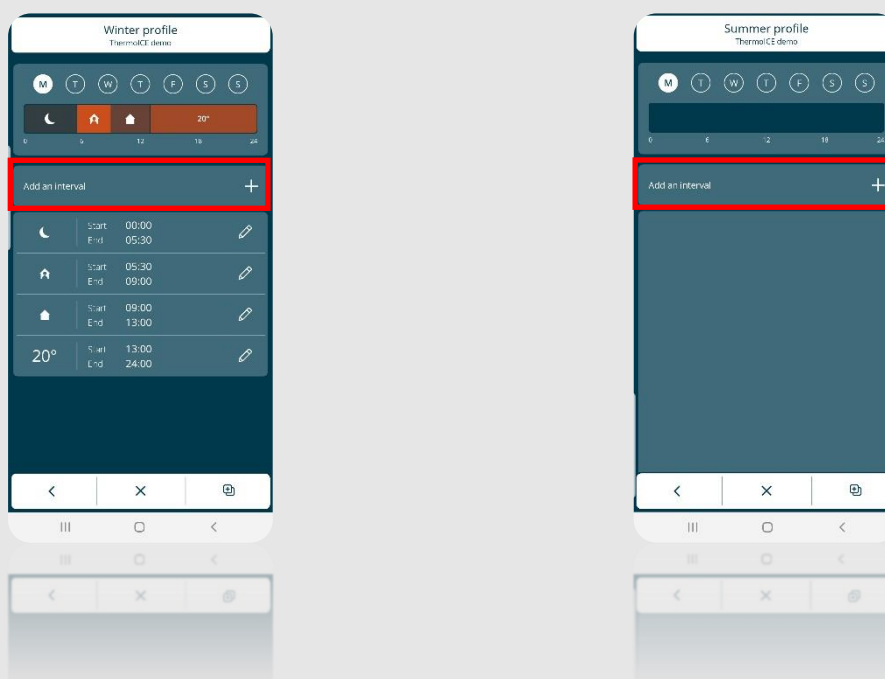 Winter profile
ThermoICE demo
M T W T F S S
20°
0 6 12 18 24
Add an interval
Start 00:00
End 05:30
Start 05:30
End 09:00
Start 09:00
End 13:00
20°
Start 13:00
End 24:00
Summer profile
ThermoICE demo
M T W T F S S
0 6 12 18 24
Add an interval